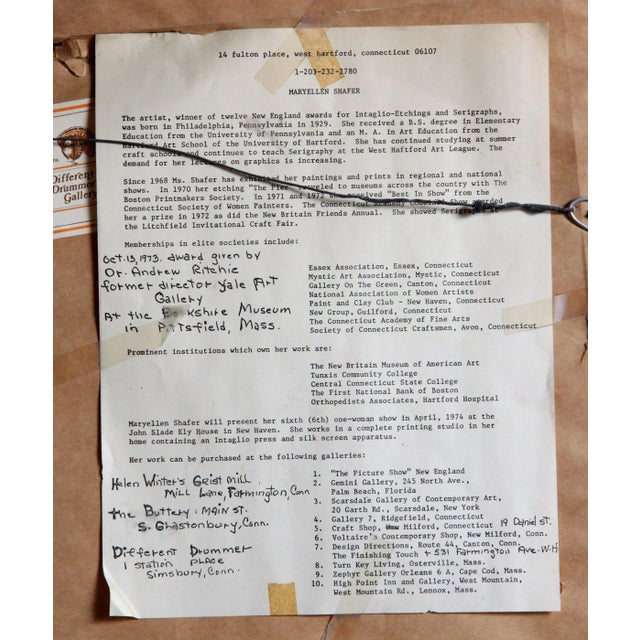 14 fulton place, west hartford, connecticut 06107
1-203-232-2780
MARYELLEN SHAFER
The artist, winner of twelve New England awards for Intaglio-Etchings and Serigraphs,
was born in Philadelphia, Pennsylvania in 1929. She received a B.S. degree in Elementary
Education from the University of Pennsylvania and an M. A. in Art Education from the
Hartford Art School of the University of Hartford. She has continued studying at summer
craft schools and continues to teach Serigraphy at the West Haftford Art League. The
demand for her lectures on graphics is increasing.
Since 1968 Ms. Shafer has exhibited her paintings and prints in regional and national
shows. In 1970 her etching "The Pier" traveled to museums across the country with The
Boston Printmakers Society. In 1971 and 1972 received "Best In Show" from the
Connecticut Society of Women Painters. The Connecticut Academy Show awarded
her a prize in 1972 as did the New Britain Friends Annual. She showed at
the Litchfield Invitational Craft Fair.
Different
Drummer
Gallery
Memberships in elite societies include:
Oct. 13, 1973. award given by
Dr. Andrew Ritchie
former director Yale Art
Gallery
At the Berkshire Museum
in Pittsfield, Mass.
Essex Association, Essex, Connecticut
Mystic Art Association, Mystic, Connecticut
Gallery On The Green, Canton, Connecticut
National Association of Women Artists
Paint and Clay Club - New Haven, Connecticut
New Group, Guilford, Connecticut
The Connecticut Academy of Fine Arts
Society of Connecticut Craftsmen, Avon, Connecticut
Prominent institutions which own her work are:
The New Britain Museum of American Art
Tunxis Community College
Central Connecticut State College
The First National Bank of Boston
Orthopedists Associates, Hartford Hospital
Maryellen Shafer will present her sixth (6th) one-woman show in April, 1974 at the
John Slade Ely House in New Haven. She works in a complete printing studio in her
home containing an Intaglio press and silk screen apparatus.
Her work can be purchased at the following galleries:
Helen Winter's Grist Mill
Mill Lane, Farmington, Conn
the Buttery: Main st.
S. Glastonbury, Conn.
Different Drummer
1 station Place
Simsbury, Conn.
1. "The Picture Show" New England
2. Gemini Gallery, 245 North Ave.,
Palm Beach, Florida
3. Scarsdale Gallery of Contemporary Art,
20 Garth Rd., Scarsdale, New York
4. Gallery 7, Ridgefield, Connecticut
5. Craft Shop, New Milford, Connecticut 19 Daniel st.
6. Voltaire's Contemporary Shop, New Milford, Conn.
7. Design Directions, Route 44, Canton, Conn.
The Finishing Touch + 531 Farmington Ave. W.H
8. Turn Key Living, Osterville, Mass.
9. Zephyr Gallery Orleans 6 A, Cape Cod, Mass.
10. High Point Inn and Gallery, West Mountain,
West Mountain Rd., Lennox, Mass.